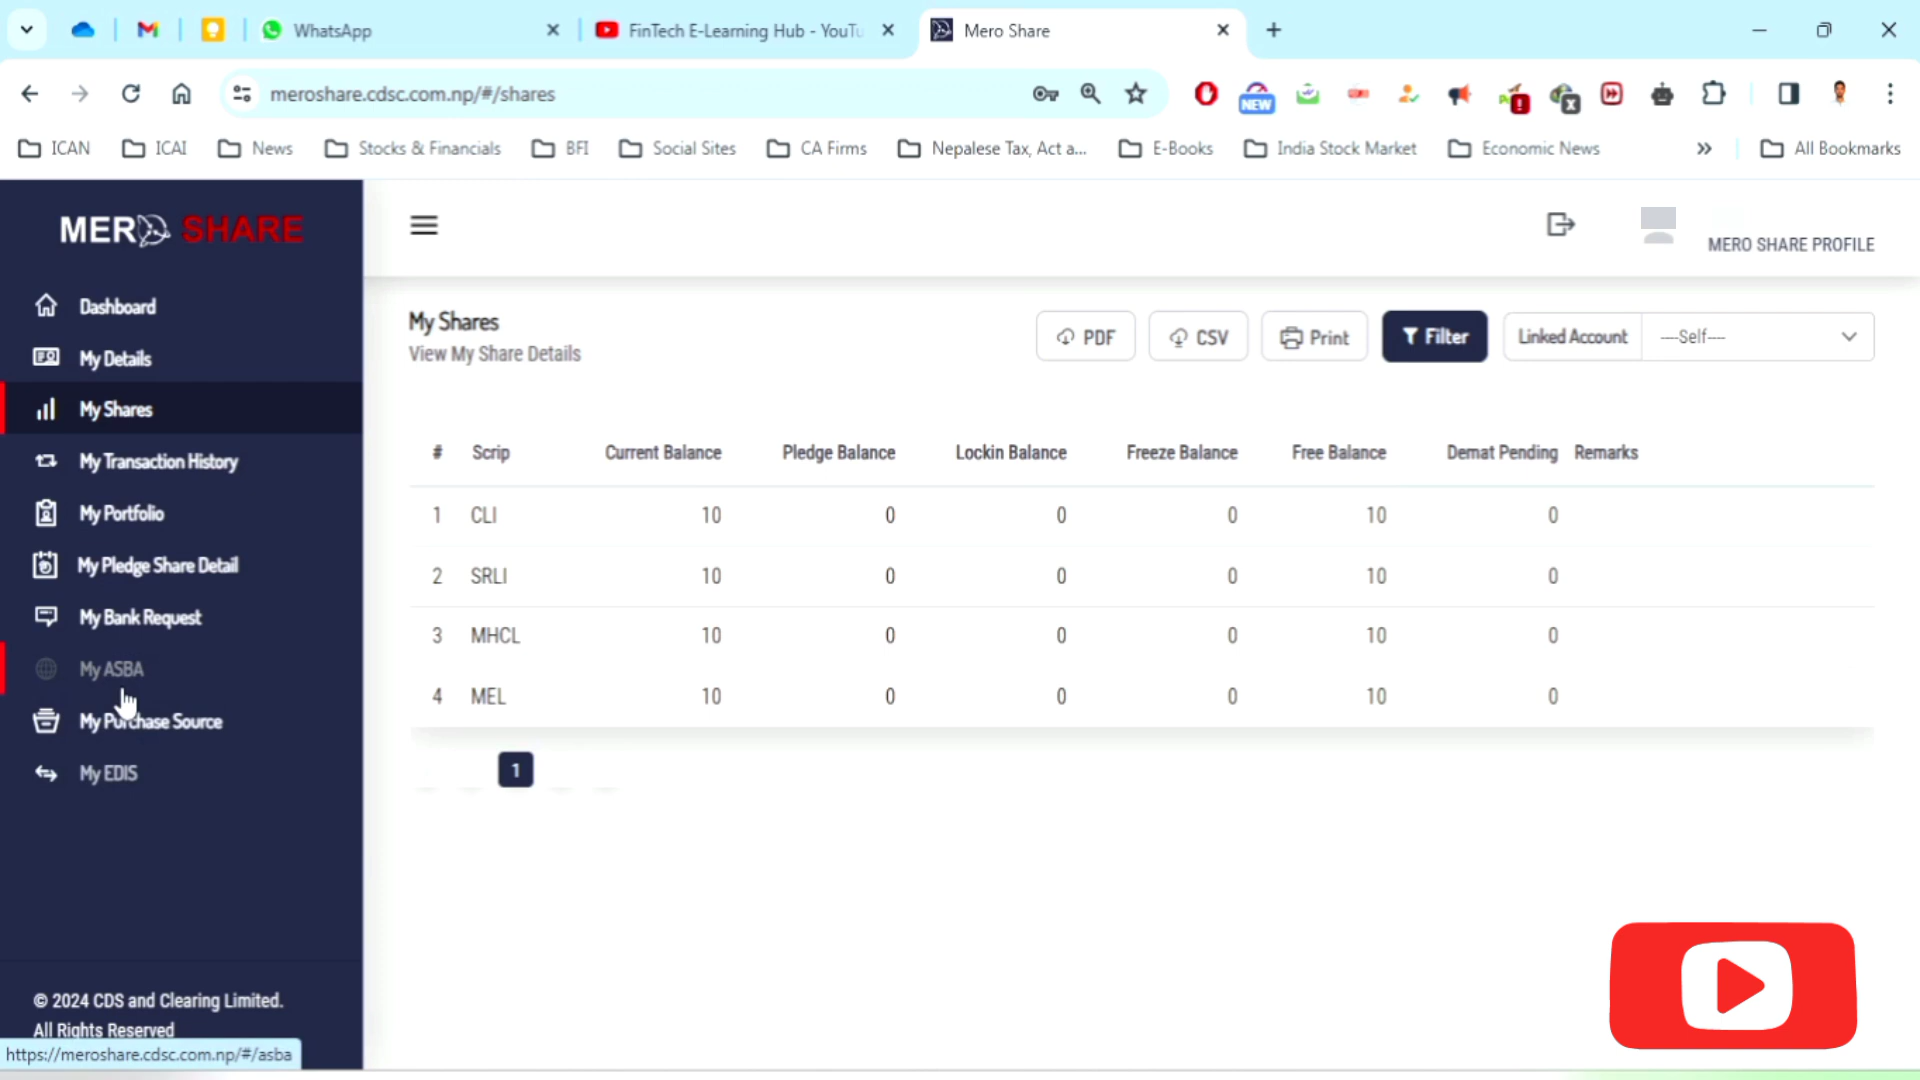 WhatsApp
FinTech E-Learning Hub - YouTu
Mero Share
meroshare.cdsc.com.np/#/shares
NEW
ICAN
ICAI
News
Stocks & Financials
BFI
Social Sites
CA Firms
Nepalese Tax, Act a...
E-Books
India Stock Market
Economic News
All Bookmarks
MERO SHARE
Dashboard
My Details
My Shares
My Transaction History
My Portfolio
My Pledge Share Detail
My Bank Request
My ASBA
My Purchase Source
My EDIS
© 2024 CDS and Clearing Limited.
All Rights Reserved
https://meroshare.cdsc.com.np/#/asba
MERO SHARE PROFILE
My Shares
View My Share Details
PDF
CSV
Print
Filter
Linked Account
----Self----
# Scrip Current Balance Pledge Balance Lockin Balance Freeze Balance Free Balance Demat Pending Remarks
1 CLI 10 0 0 0 10 0
2 SRLI 10 0 0 0 10 0
3 MHCL 10 0 0 0 10 0
4 MEL 10 0 0 0 10 0
1